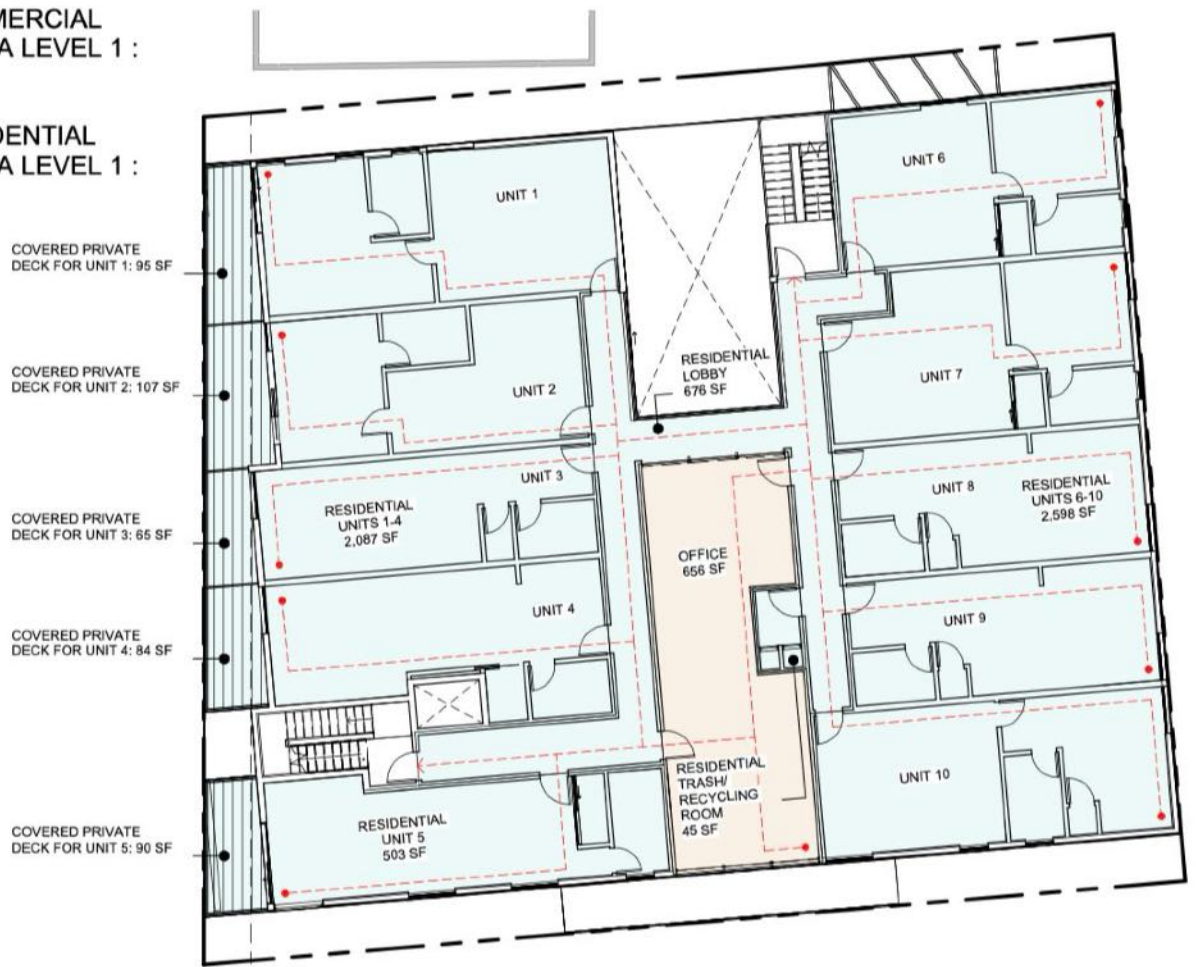 MERCIAL
A LEVEL 1 :
DENTIAL
A LEVEL 1 :
COVERED PRIVATE
DECK FOR UNIT 1: 95 SF
COVERED PRIVATE
DECK FOR UNIT 2: 107 SF
COVERED PRIVATE
DECK FOR UNIT 3: 65 SF
COVERED PRIVATE
DECK FOR UNIT 4: 84 SF
COVERED PRIVATE
DECK FOR UNIT 5: 90 SF
UNIT 1
UNIT 2
UNIT 3
RESIDENTIAL
UNITS 1-4
2,087 SF
UNIT 4
RESIDENTIAL
UNIT 5
503 SF
RESIDENTIAL
LOBBY
676 SF
OFFICE
656 SF
RESIDENTIAL
TRASH/
RECYCLING
ROOM
45 SF
UNIT 6
UNIT 7
UNIT 8
RESIDENTIAL
UNITS 6-10
2,598 SF
UNIT 9
UNIT 10